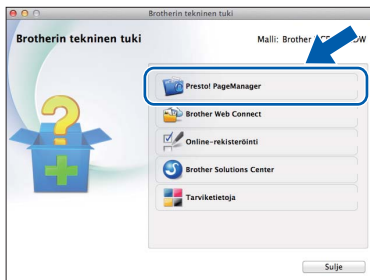 Brotherin tekninen tuki
Brotherin tekninen tuki
Malli: Brother
Presto! PageManager
Brother Web Connect
Online-rekisteröinti
Brother Solutions Center
Tarviketietoja
Sulje